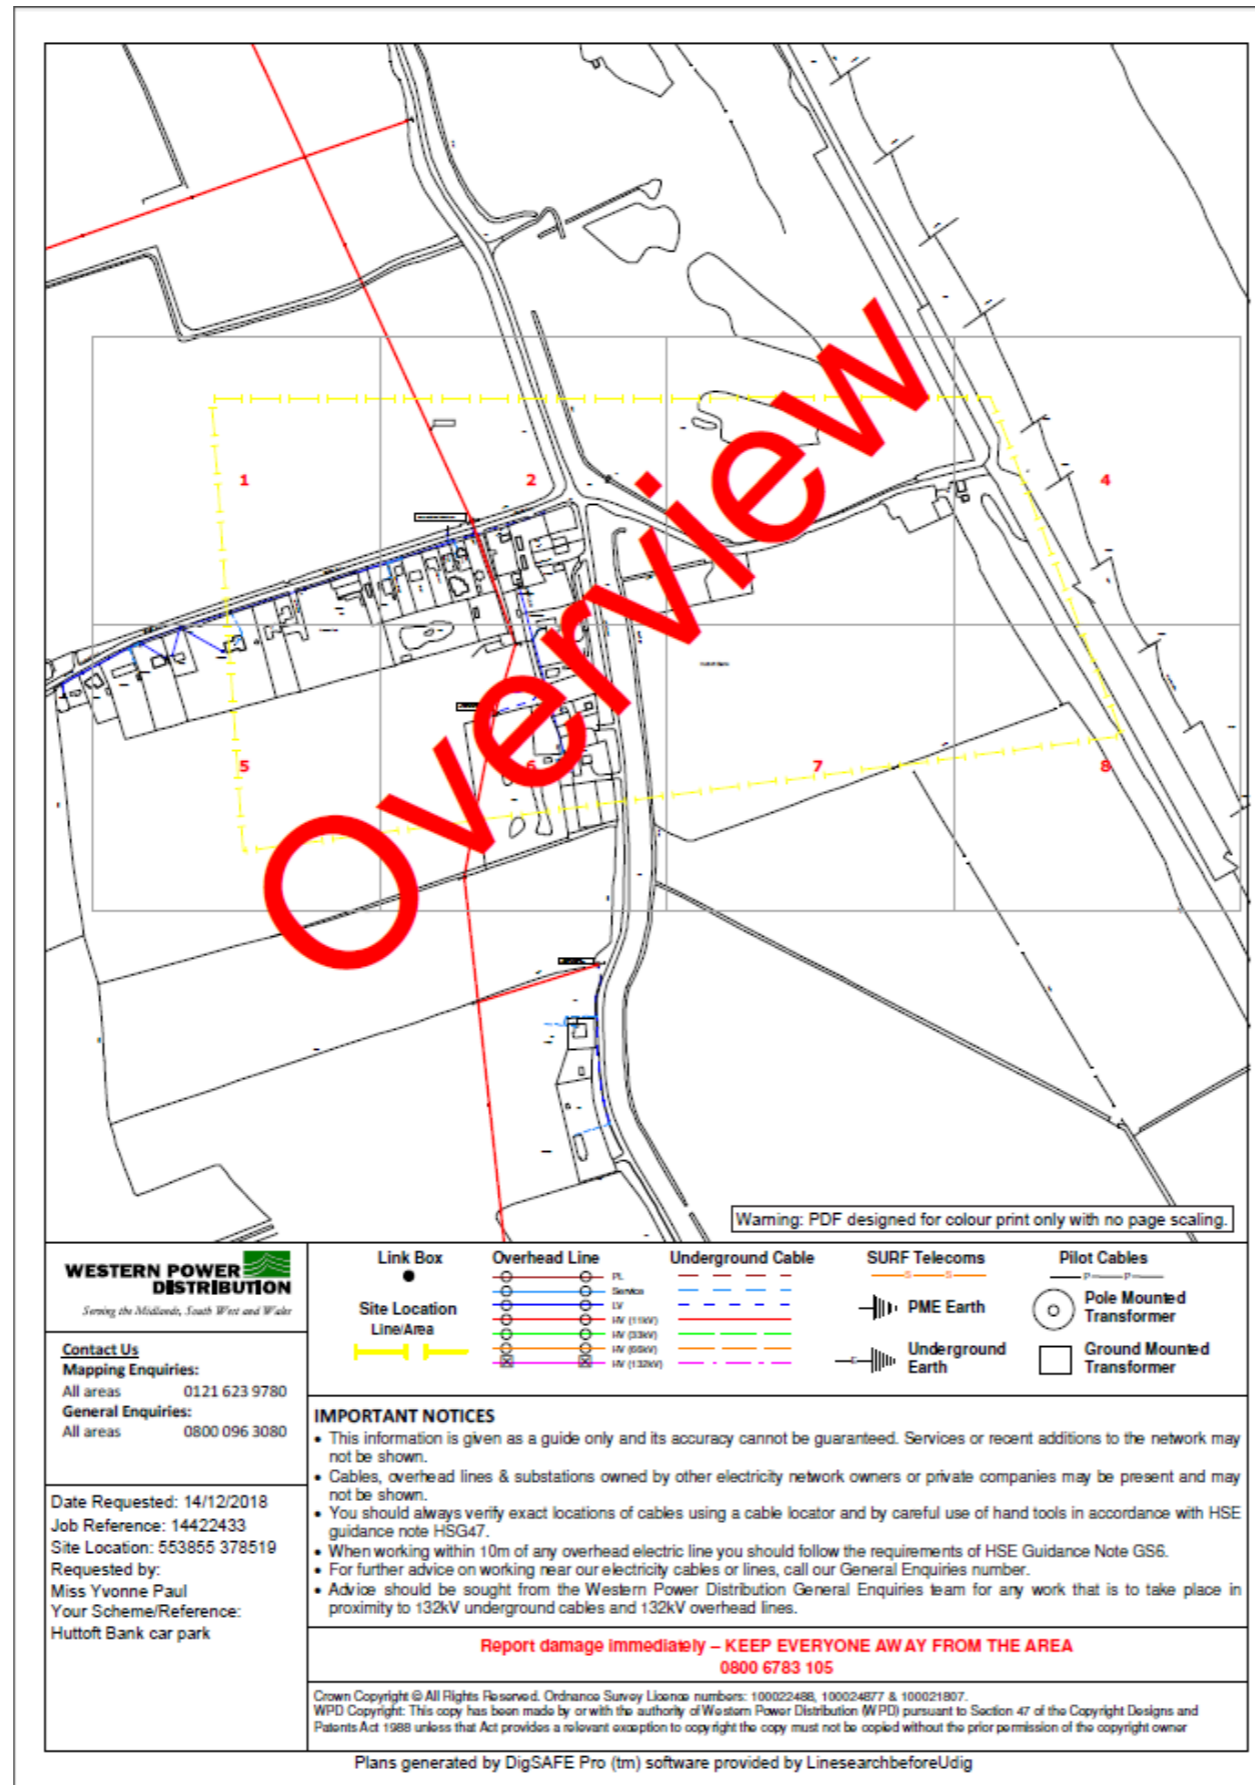 Overview
1
2
4
5
6
7
8
Warning: PDF designed for colour print only with no page scaling.
WESTERN POWER
DISTRIBUTION
Serving the Midlands, South West and Wales
Contact Us
Mapping Enquiries:
All areas 0121 623 9780
General Enquiries:
All areas 0800 096 3080
Date Requested: 14/12/2018
Job Reference: 14422433
Site Location: 553855 378519
Requested by:
Miss Yvonne Paul
Your Scheme/Reference:
Huttoft Bank car park
Link Box
Site Location
Line/Area
Overhead Line
PL
Service
LV
HV (11kV)
HV (33kV)
HV (66kV)
HV (132kV)
Underground Cable
SURF Telecoms
S S
PME Earth
E
Underground
Earth
Pilot Cables
P P
Pole Mounted
Transformer
Ground Mounted
Transformer
IMPORTANT NOTICES
• This information is given as a guide only and its accuracy cannot be guaranteed. Services or recent additions to the network may
not be shown.
• Cables, overhead lines & substations owned by other electricity network owners or private companies may be present and may
not be shown.
• You should always verify exact locations of cables using a cable locator and by careful use of hand tools in accordance with HSE
guidance note HSG47.
• When working within 10m of any overhead electric line you should follow the requirements of HSE Guidance Note GS6.
• For further advice on working near our electricity cables or lines, call our General Enquiries number.
• Advice should be sought from the Western Power Distribution General Enquiries team for any work that is to take place in
proximity to 132kV underground cables and 132kV overhead lines.
Report damage immediately – KEEP EVERYONE AWAY FROM THE AREA
0800 6783 105
Crown Copyright © All Rights Reserved. Ordnance Survey Licence numbers: 100022488, 100024877 & 100021807.
WPD Copyright: This copy has been made by or with the authority of Western Power Distribution (WPD) pursuant to Section 47 of the Copyright Designs and
Patents Act 1988 unless that Act provides a relevant exception to copyright the copy must not be copied without the prior permission of the copyright owner
Plans generated by DigSAFE Pro (tm) software provided by LinesearchbeforeUdig